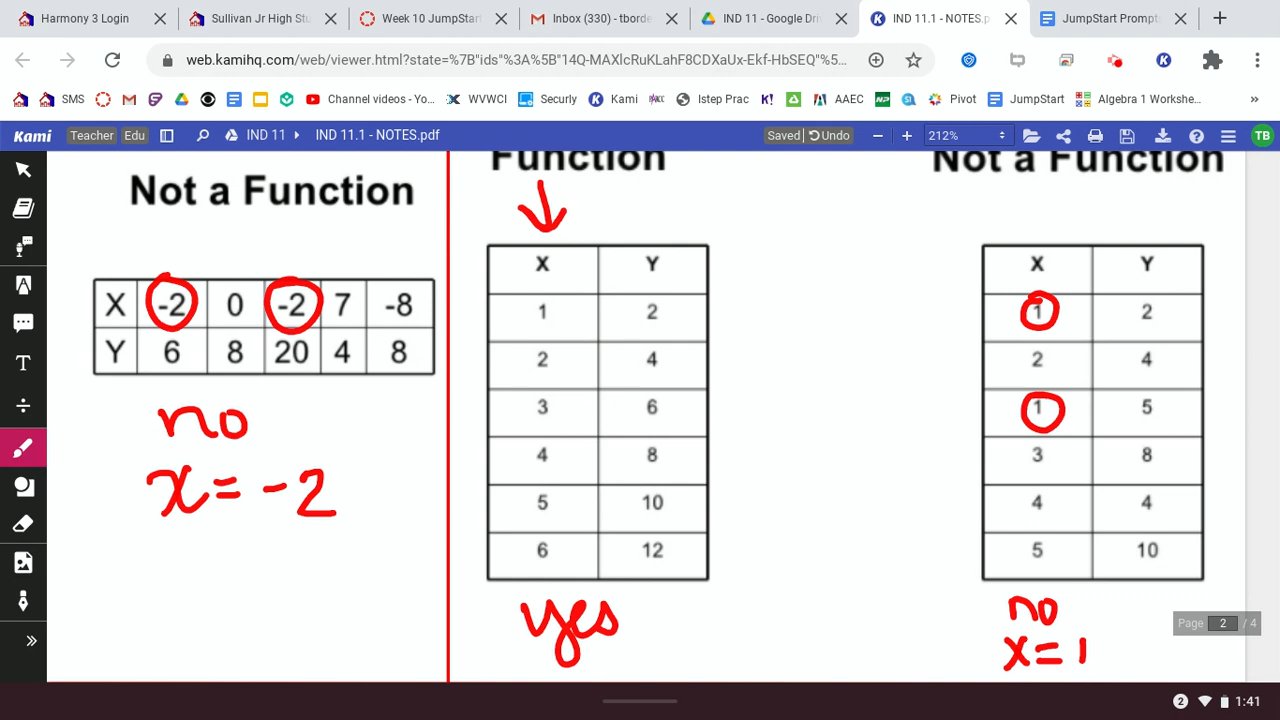 Harmony 3 Login
Sullivan Jr High Stu
Week 10 JumpStart
Inbox (330) - tborde
IND 11 - Google Dri
IND 11.1 - NOTES.p
JumpStart Prompt
web.kamihq.com/web/viewer.html?state=%7B"ids"%3A%5B"14Q-MAXlcRuKLahF8CDXaUx-Ekf-HbSEQ"%5...
SMS
Channel videos - Yo...
WVWCI
Securly
Kami
Istep Prac
K!
AAEC
NP
Pivot
JumpStart
Algebra 1 Workshe...
»
Kami
Teacher
Edu
IND 11
IND 11.1 - NOTES.pdf
Saved
Undo
212%
TB
Not a Function
X -2 0 -2 7 -8
Y 6 8 20 4 8
no
x = -2
Function
X Y
1 2
2 4
3 6
4 8
5 10
6 12
yes
Not a Function
X Y
1 2
2 4
1 5
3 8
4 4
5 10
no
x = 1
Page 2 / 4
2
1:41